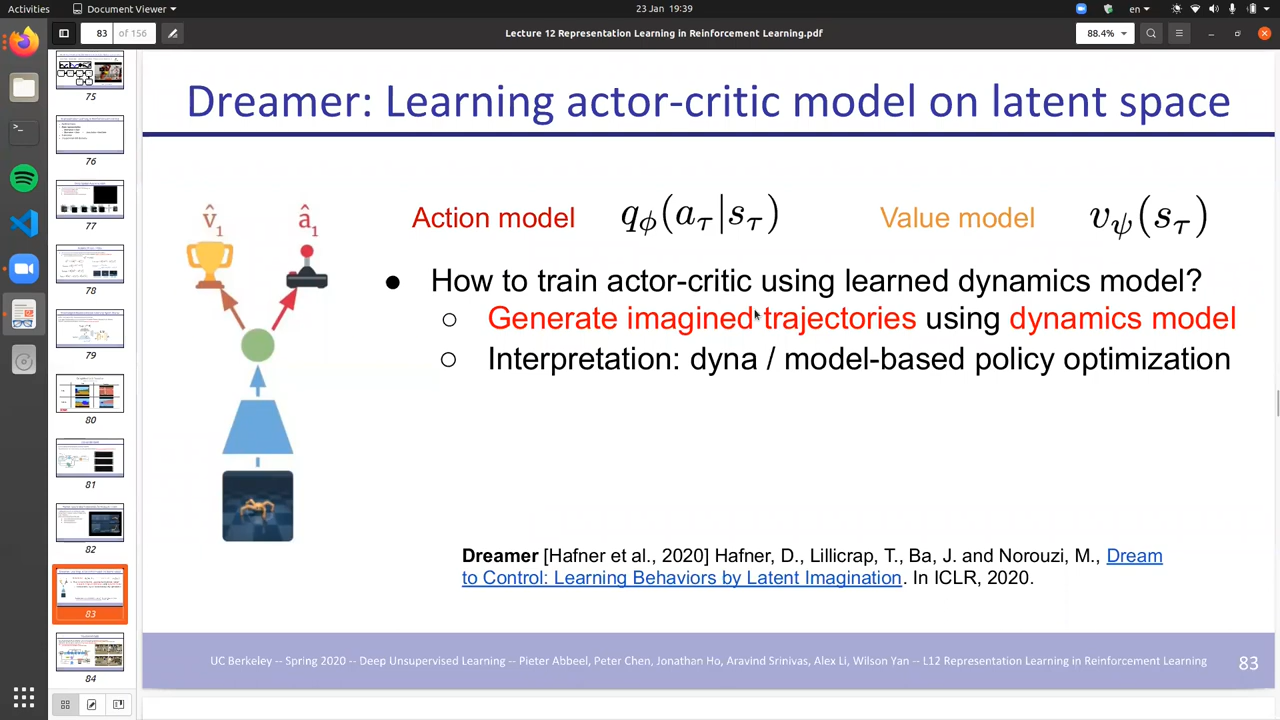 Activities
Document Viewer
23 Jan 19:39
en
83 of 156
Lecture 12 Representation Learning in Reinforcement Learning.pdf
88.4%
75
76
77
78
79
80
81
82
83
84
Dreamer: Learning actor-critic model on latent space
v̂₁
â₁
Action model
qϕ(aτ|sτ)
Value model
vψ(sτ)
● How to train actor-critic using learned dynamics model?
○ Generate imagined trajectories using dynamics model
○ Interpretation: dyna / model-based policy optimization
Dreamer [Hafner et al., 2020] Hafner, D., Lillicrap, T., Ba, J. and Norouzi, M., Dream
to Control: Learning Behaviors by Latent Imagination. In ICLR, 2020.
UC Berkeley -- Spring 2020 -- Deep Unsupervised Learning -- Pieter Abbeel, Peter Chen, Jonathan Ho, Aravind Srinivas, Alex Li, Wilson Yan -- L12 Representation Learning in Reinforcement Learning
83